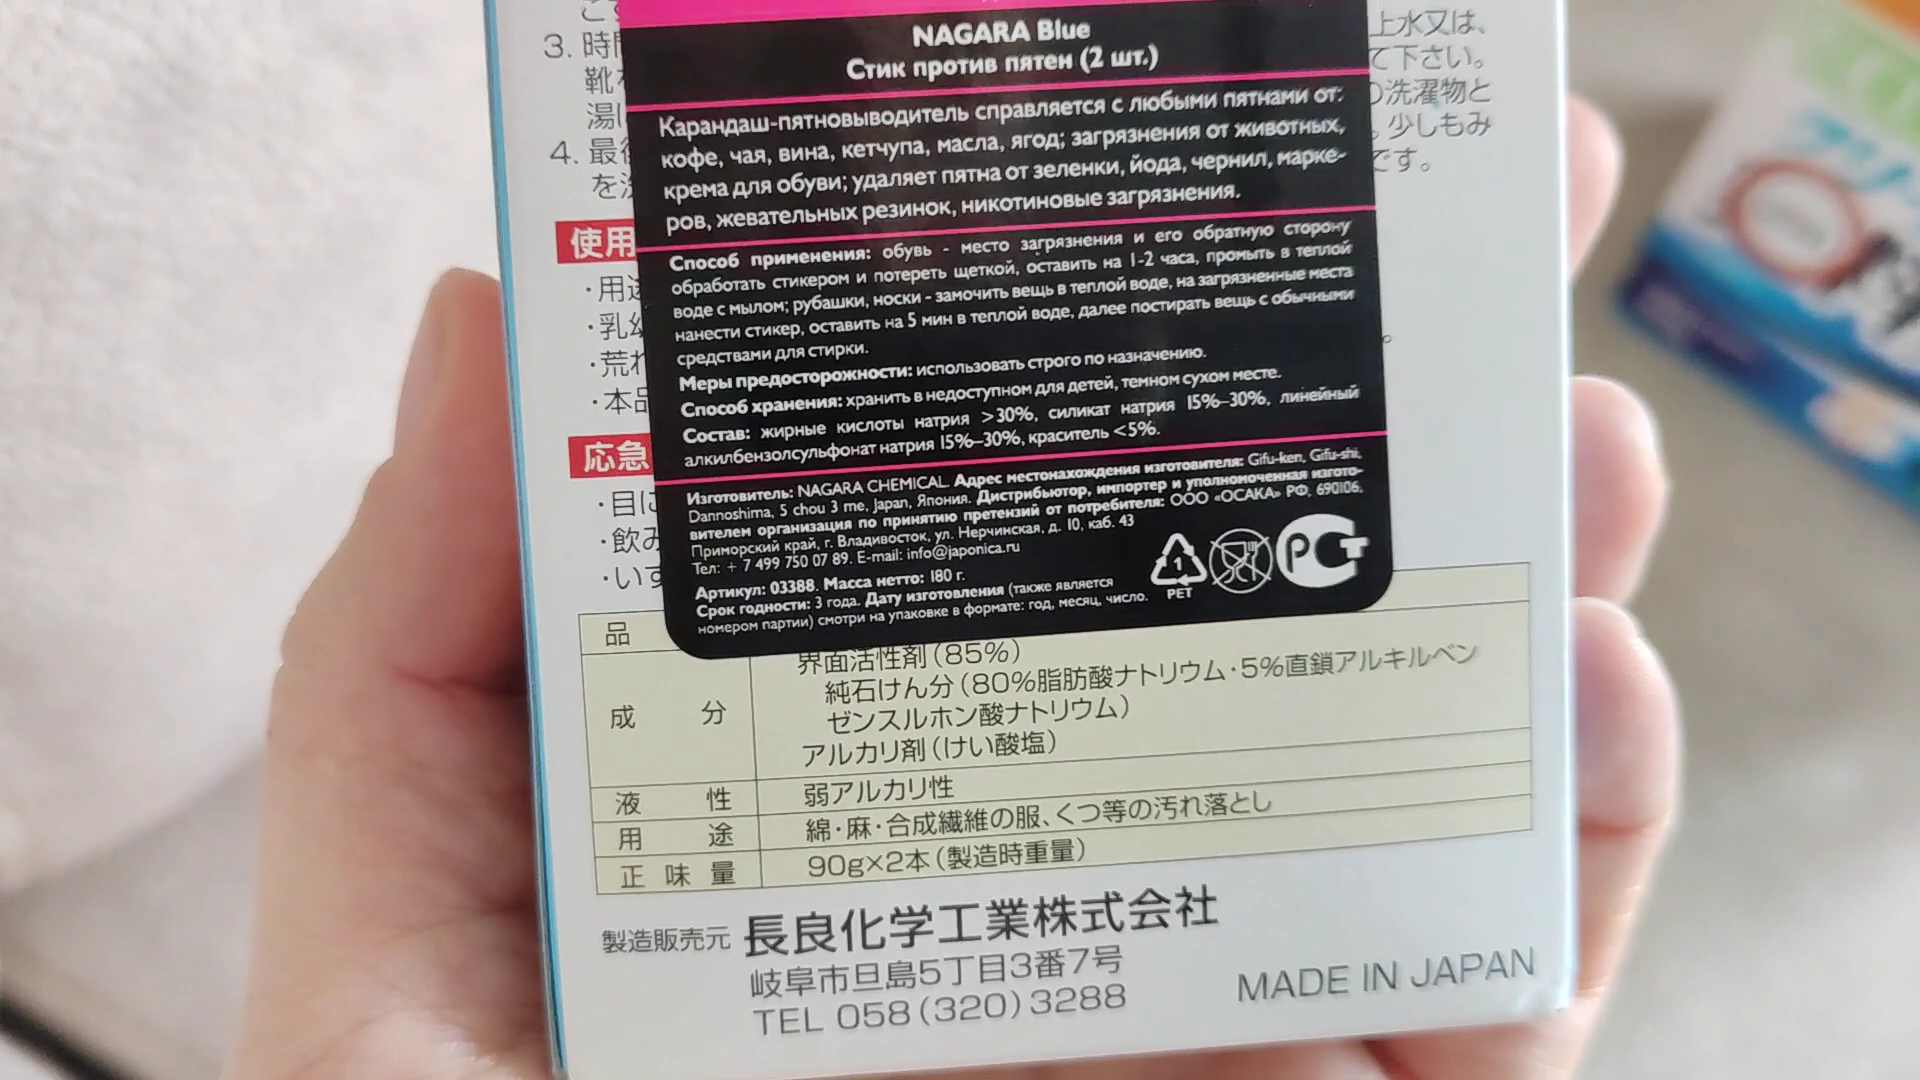 3. 時
靴
湯
4. 最
を
上水又は、
て下さい。
の洗濯物と
少しもみ
です。
NAGARA Blue
Стик против пятен (2 шт.)
Карандаш-пятновыводитель справляется с любыми пятнами от:
кофе, чая, вина, кетчупа, масла, ягод; загрязнения от животных,
крема для обуви; удаляет пятна от зеленки, йода, чернил, марке-
ров, жевательных резинок, никотиновые загрязнения.
使用
・用途
・乳幼
・荒れ
・本品
Способ применения: обувь - место загрязнения и его обратную сторону
обработать стикером и потереть щеткой, оставить на 1-2 часа, промыть в теплой
воде с мылом; рубашки, носки - замочить вещь в теплой воде, на загрязненные места
нанести стикер, оставить на 5 мин в теплой воде, далее постирать вещь с обычными
средствами для стирки.
Меры предосторожности: использовать строго по назначению.
Способ хранения: хранить в недоступном для детей, темном сухом месте.
Состав: жирные кислоты натрия >30%, силикат натрия 15%–30%, линейный
алкилбензолсульфонат натрия 15%–30%, краситель <5%.
応急
・目に
・飲み
・いず
Изготовитель: NAGARA CHEMICAL. Адрес местонахождения изготовителя: Gifu-ken, Gifu-shi,
Dannoshima, 5 chou 3 me, Japan, Япония. Дистрибьютор, импортер и уполномоченная изгото-
вителем организация по принятию претензий от потребителя: ООО «ОСАКА» РФ, 690106,
Приморский край, г. Владивосток, ул. Нерчинская, д. 10, каб. 43
Тел: + 7 499 750 07 89. E-mail: info@japonica.ru
Артикул: 03388. Масса нетто: 180 г.
Срок годности: 3 года. Дату изготовления (также является
номером партии) смотри на упаковке в формате: год, месяц, число.
1
PET
РСТ
品
成 分
界面活性剤(85%)
純石けん分(80%脂肪酸ナトリウム・5%直鎖アルキルベン
ゼンスルホン酸ナトリウム)
アルカリ剤(けい酸塩)
液 性 弱アルカリ性
用 途 綿・麻・合成繊維の服、くつ等の汚れ落とし
正味量 90g×2本(製造時重量)
製造販売元 長良化学工業株式会社
岐阜市旦島5丁目3番7号
TEL 058(320)3288
MADE IN JAPAN